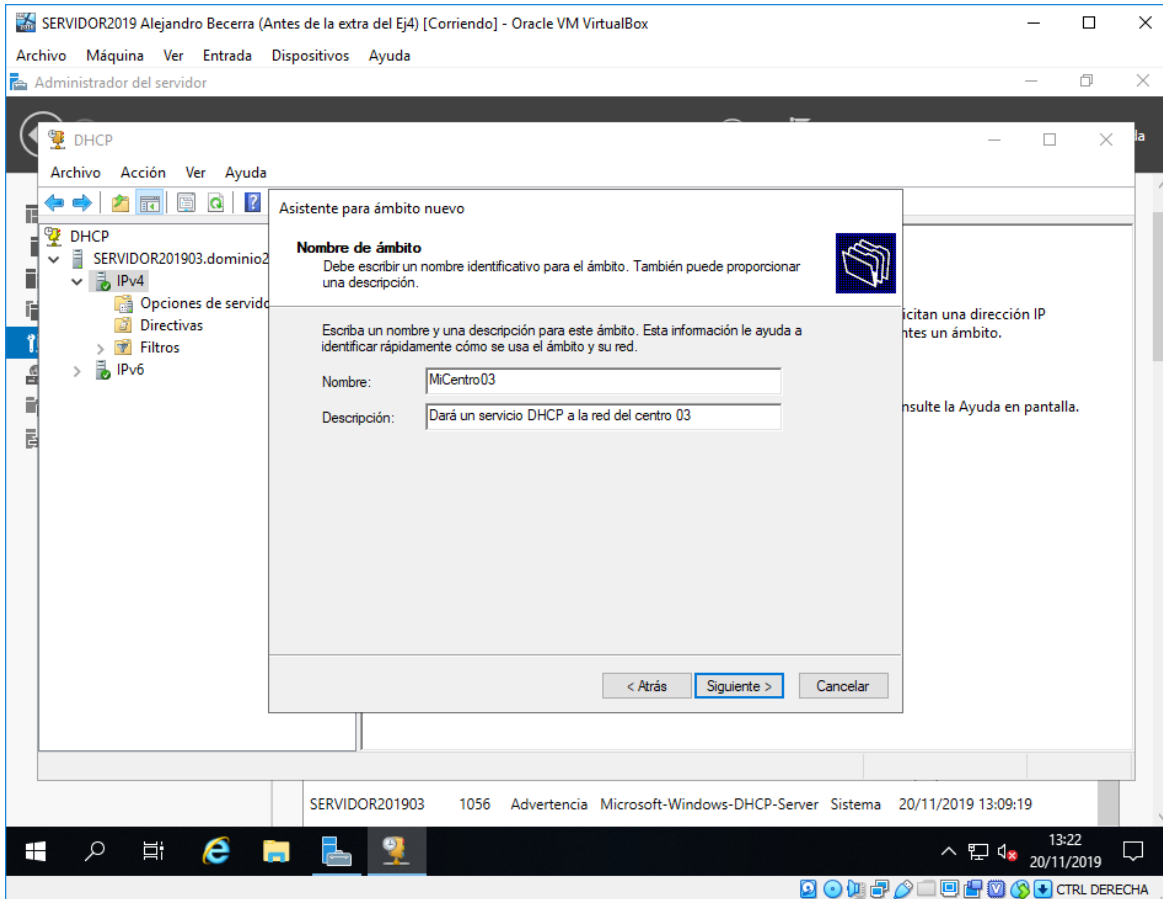 SERVIDOR2019 Alejandro Becerra (Antes de la extra del Ej4) [Corriendo] - Oracle VM VirtualBox
Archivo Máquina Ver Entrada Dispositivos Ayuda
Administrador del servidor
DHCP
Archivo Acción Ver Ayuda
DHCP
SERVIDOR201903.dominio2
IPv4
Opciones de servido
Directivas
Filtros
IPv6
Asistente para ámbito nuevo
Nombre de ámbito
Debe escribir un nombre identificativo para el ámbito. También puede proporcionar
una descripción.
Escriba un nombre y una descripción para este ámbito. Esta información le ayuda a
identificar rápidamente cómo se usa el ámbito y su red.
Nombre: MiCentro03
Descripción: Dará un servicio DHCP a la red del centro 03
< Atrás Siguiente > Cancelar
icitan una dirección IP
ntes un ámbito.
nsulte la Ayuda en pantalla.
la
SERVIDOR201903 1056 Advertencia Microsoft-Windows-DHCP-Server Sistema 20/11/2019 13:09:19
13:22
20/11/2019
CTRL DERECHA